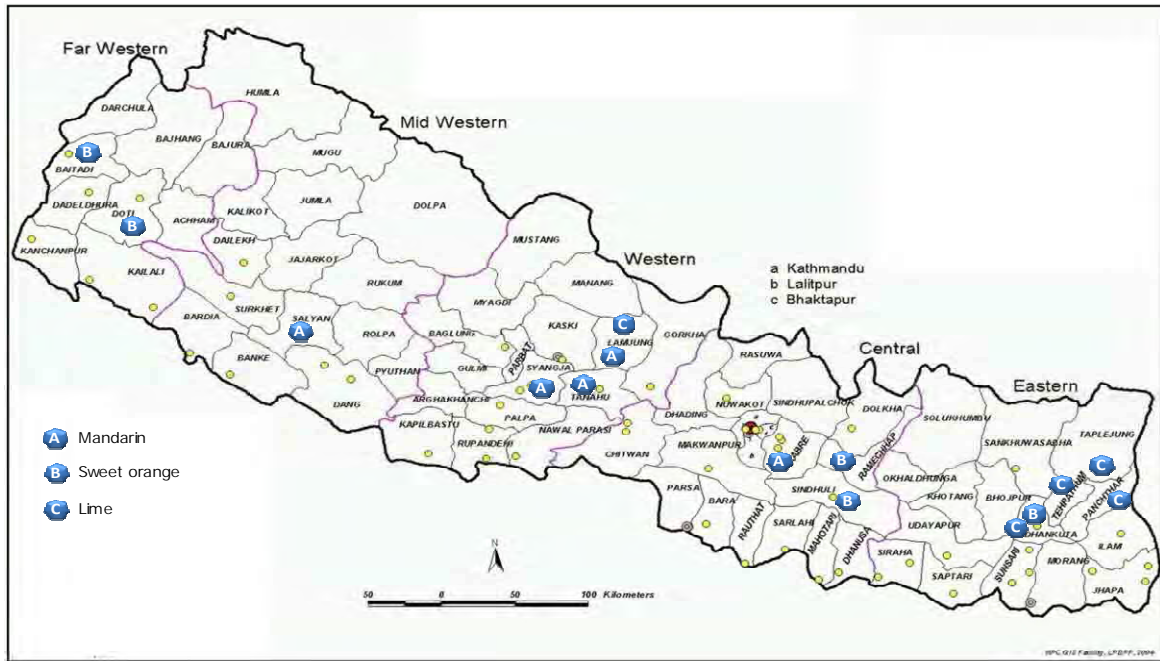 Far Western
HUMLA
DARCHULA
Mid Western
BAJHANG
BAJURA
MUGU
B
BAITADI
DADELDHURA
DOTI
B
ACHHAM
KALIKOT
JUMLA
DOLPA
KANCHANPUR
DAILEKH
JAJARKOT
MUSTANG
KAILALI
Western
RUKUM
MANANG
a Kathmandu
b Lalitpur
c Bhaktapur
BARDIA
SURKHET
SALYAN
A
ROLPA
MYAGDI
BAGLUNG
KASKI
C
LAMJUNG
A
GORKHA
PARBAT
BANKE
PYUTHAN
GULMI
SYANGJA
A
A
TANAHU
RASUWA
Central
DANG
ARGHAKHANCHI
PALPA
NUWAKOT
SINDHUPALCHOK
DOLKHA
Eastern
KAPILBASTU
RUPANDEHI
NAWAL PARASI
DHADING
SOLUKHUMBU
SANKHUWASABHA
TAPLEJUNG
CHITWAN
MAKWANPUR
A
B
RAMECHHAP
C
A Mandarin
B Sweet orange
C Lime
PARSA
BARA
RAUTHAT
SINDHULI
B
OKHALDHUNGA
KHOTANG
BHOJPUR
C
TEHRATHUM
PANCHTHAR
C
SARLAHI
MAHOTARI
DHANUSA
UDAYAPUR
B
C
DHANKUTA
ILAM
SIRAHA
SAPTARI
SUNSARI
MORANG
JHAPA
N
50 0 50 100 Kilometers